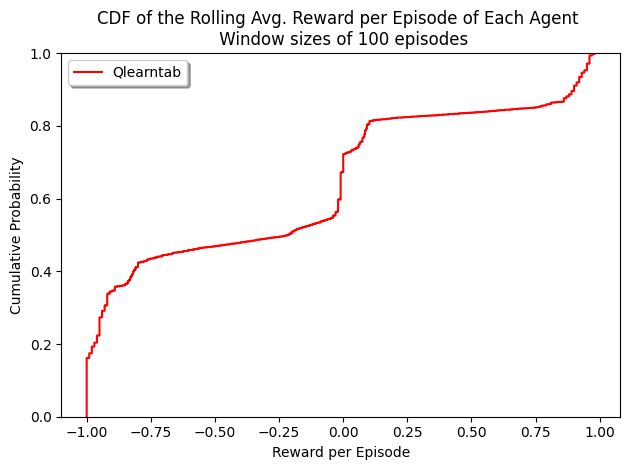 CDF of the Rolling Avg. Reward per Episode of Each Agent
Window sizes of 100 episodes
Qlearntab
Cumulative Probability
1.0
0.8
0.6
0.4
0.2
0.0
−1.00 −0.75 −0.50 −0.25 0.00 0.25 0.50 0.75 1.00
Reward per Episode